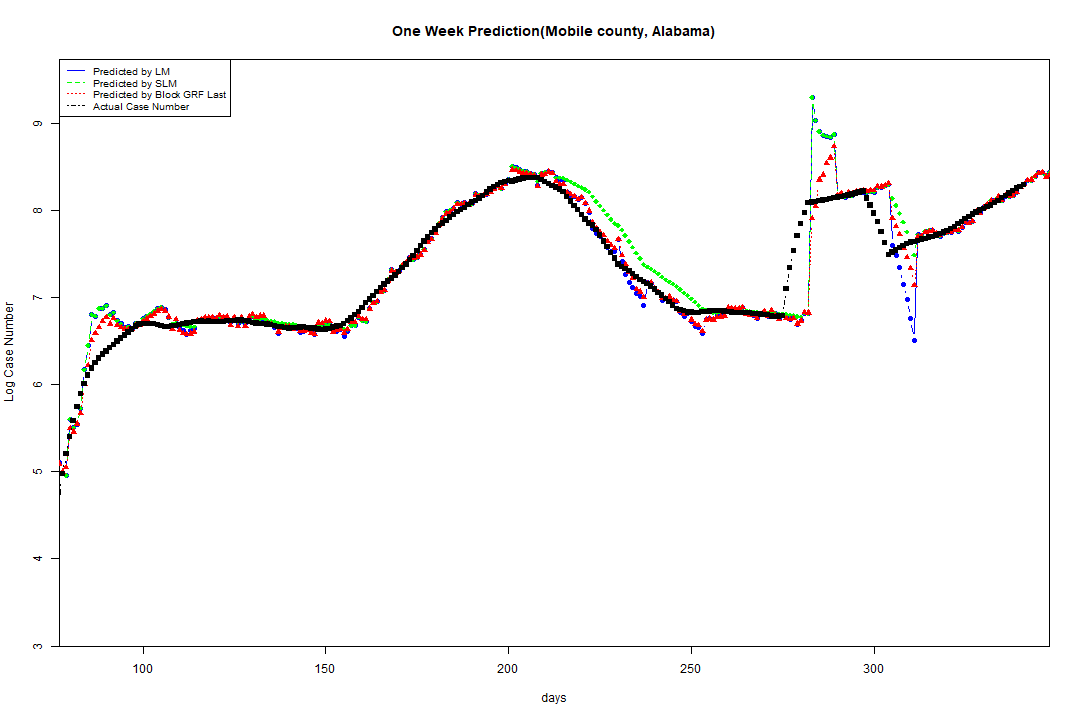 One Week Prediction(Mobile county, Alabama)
Predicted by LM
Predicted by SLM
Predicted by Block GRF Last
Actual Case Number
9
8
7
6
5
4
3
Log Case Number
100 150 200 250 300
days